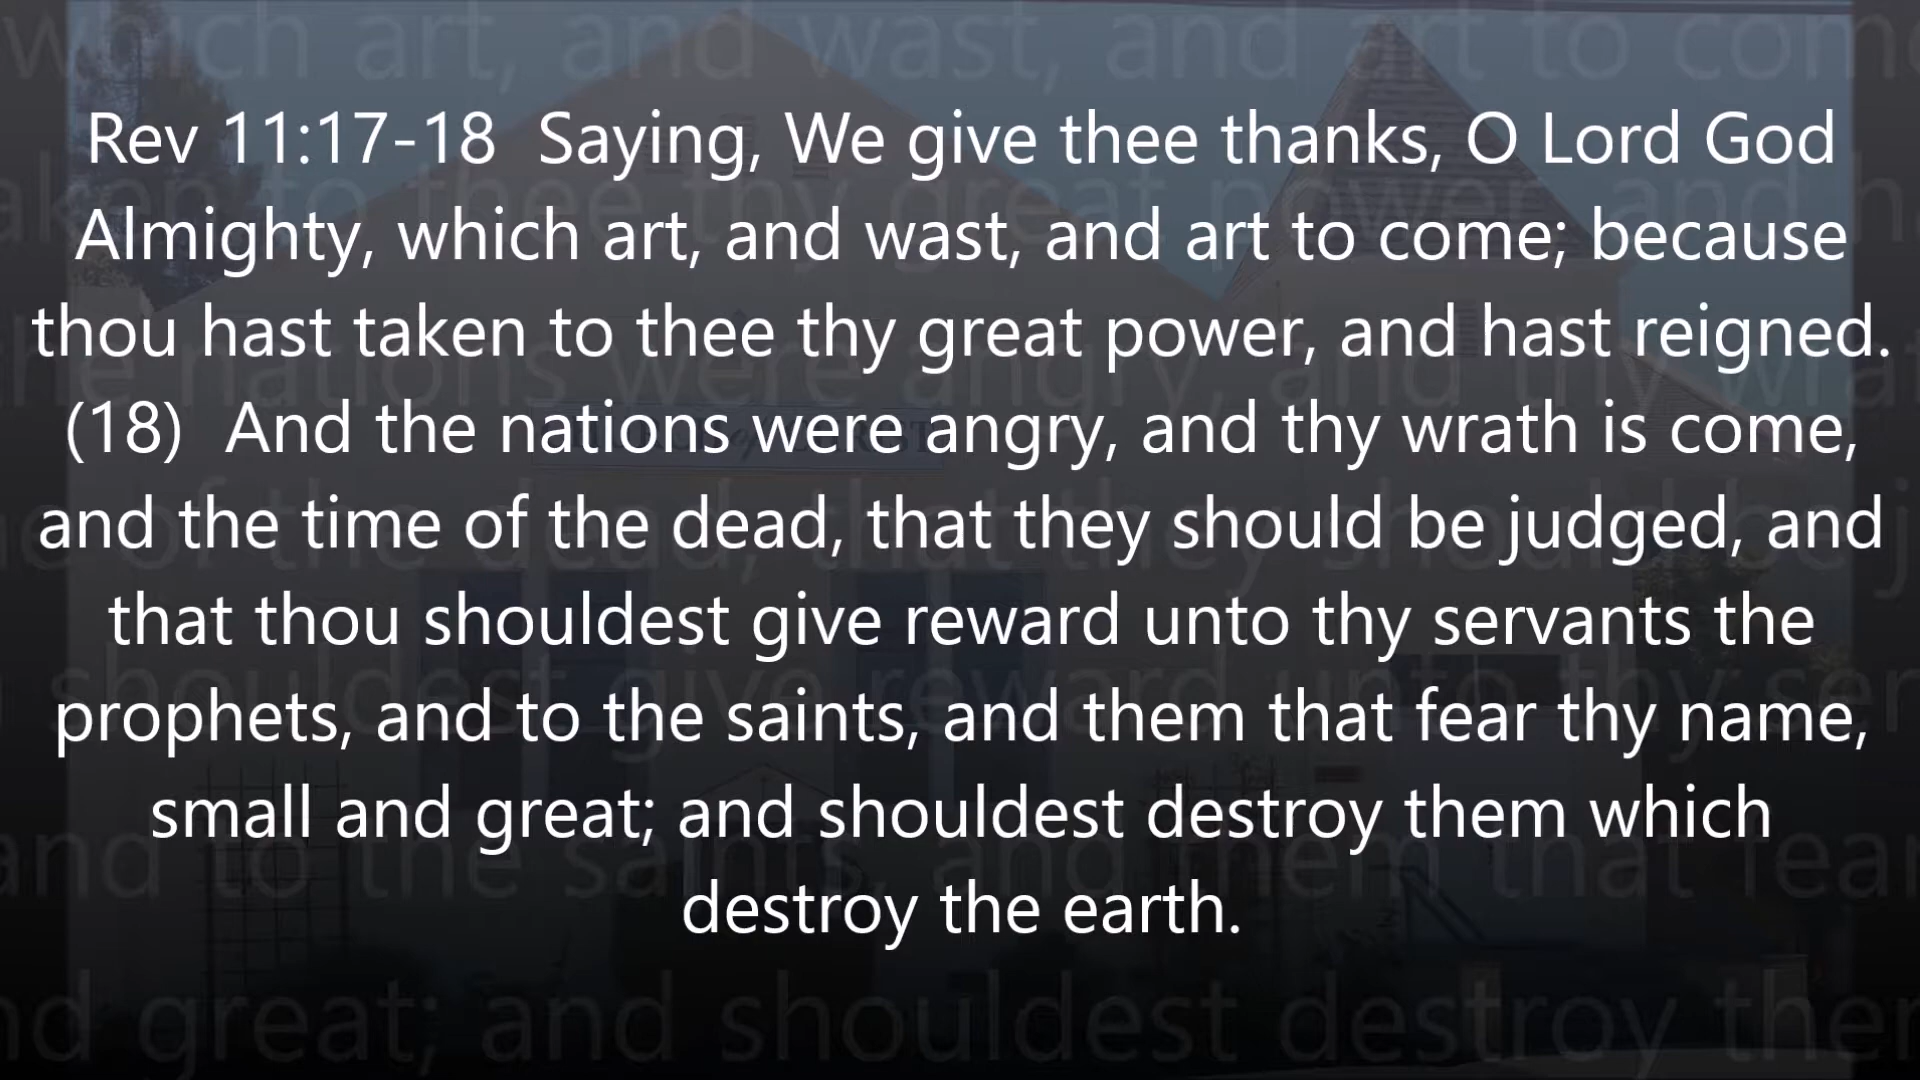 Rev 11:17-18  Saying, We give thee thanks, O Lord God
Almighty, which art, and wast, and art to come; because
thou hast taken to thee thy great power, and hast reigned.
(18)  And the nations were angry, and thy wrath is come,
and the time of the dead, that they should be judged, and
that thou shouldest give reward unto thy servants the
prophets, and to the saints, and them that fear thy name,
small and great; and shouldest destroy them which
destroy the earth.